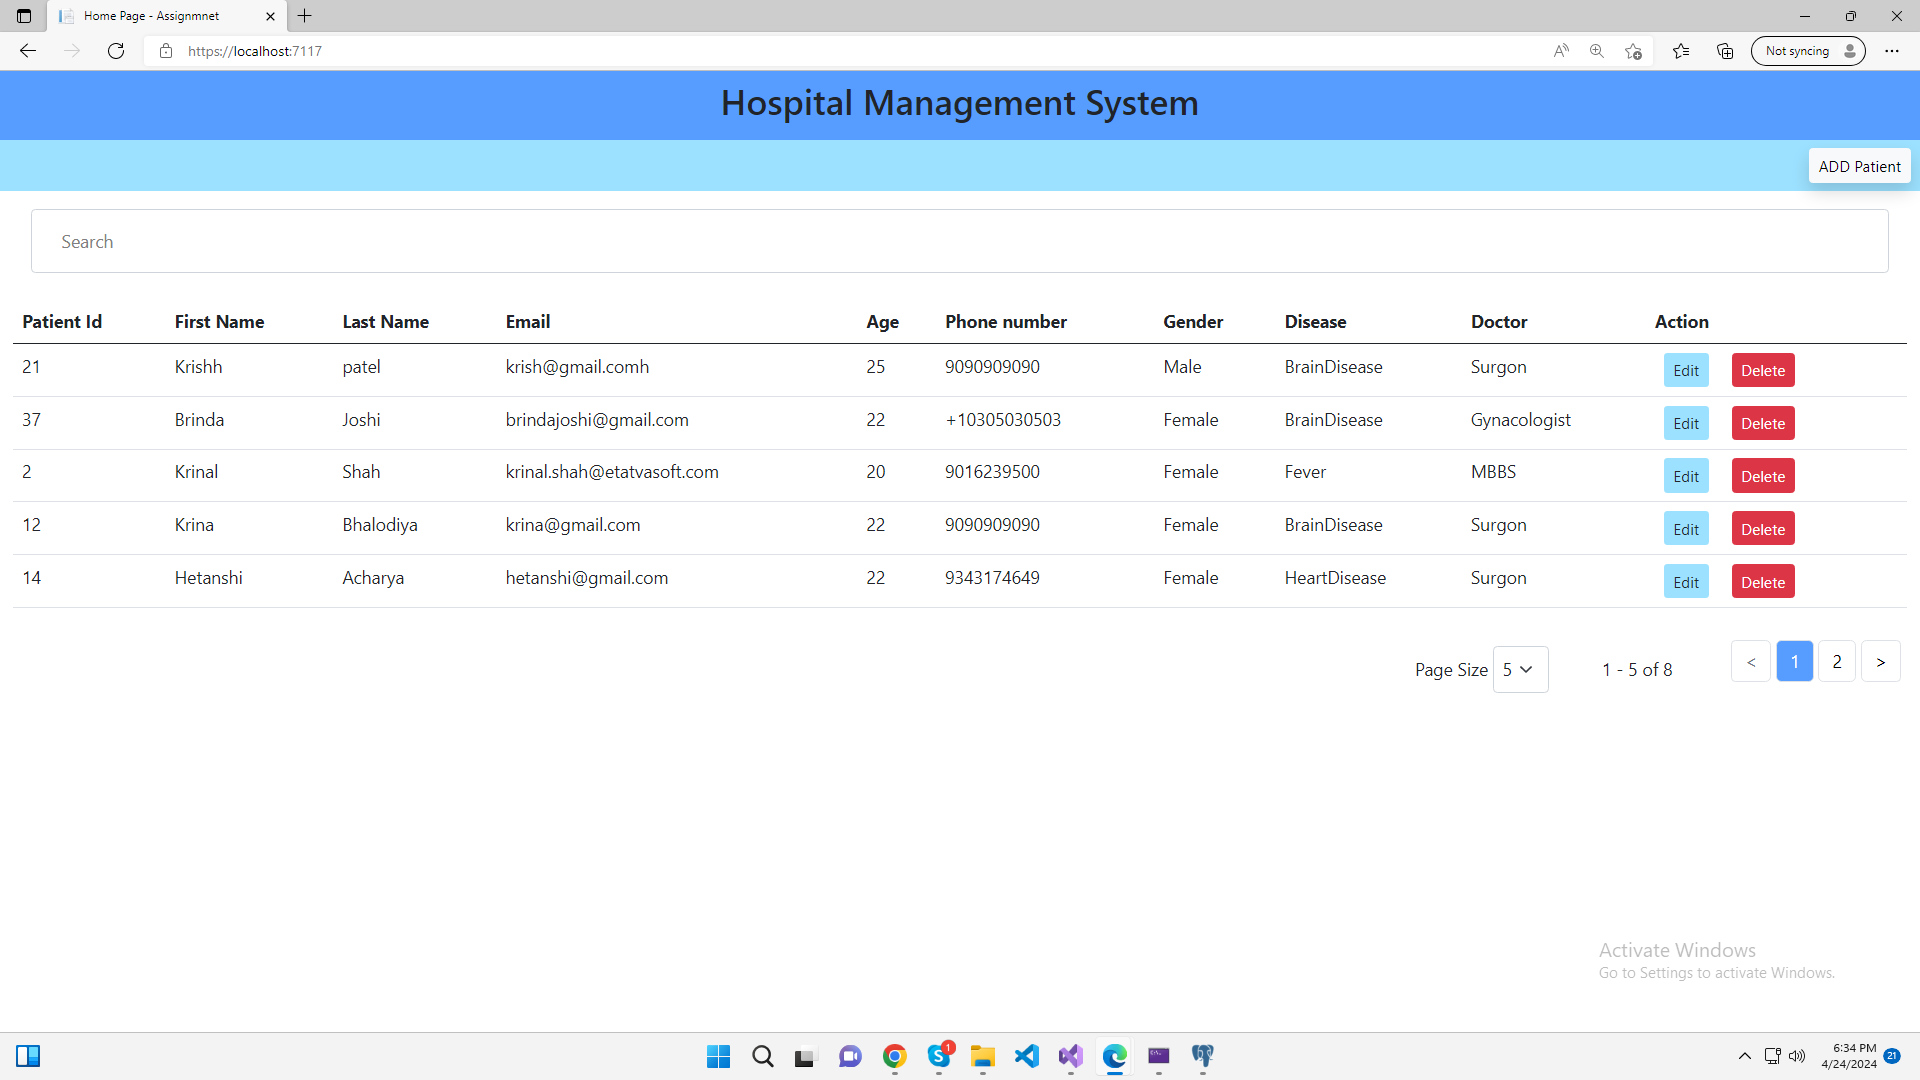 Home Page - Assignmnet
https://localhost:7117
Not syncing
Hospital Management System
ADD Patient
Search
Patient Id First Name Last Name Email Age Phone number Gender Disease Doctor Action
21 Krishh patel krish@gmail.comh 25 9090909090 Male BrainDisease Surgon Edit Delete
37 Brinda Joshi brindajoshi@gmail.com 22 +10305030503 Female BrainDisease Gynacologist Edit Delete
2 Krinal Shah krinal.shah@etatvasoft.com 20 9016239500 Female Fever MBBS Edit Delete
12 Krina Bhalodiya krina@gmail.com 22 9090909090 Female BrainDisease Surgon Edit Delete
14 Hetanshi Acharya hetanshi@gmail.com 22 9343174649 Female HeartDisease Surgon Edit Delete
Page Size 5 1 - 5 of 8 < 1 2 >
Activate Windows
Go to Settings to activate Windows.
1
6:34 PM
4/24/2024
21